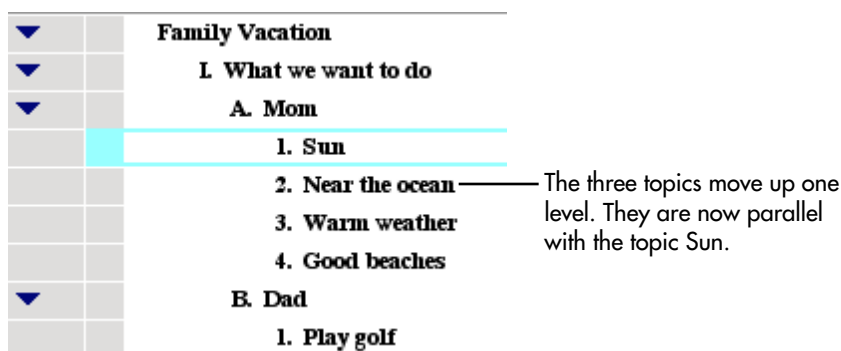 Family Vacation
I. What we want to do
A. Mom
1. Sun
2. Near the ocean
3. Warm weather
4. Good beaches
B. Dad
1. Play golf
The three topics move up one
level. They are now parallel
with the topic Sun.